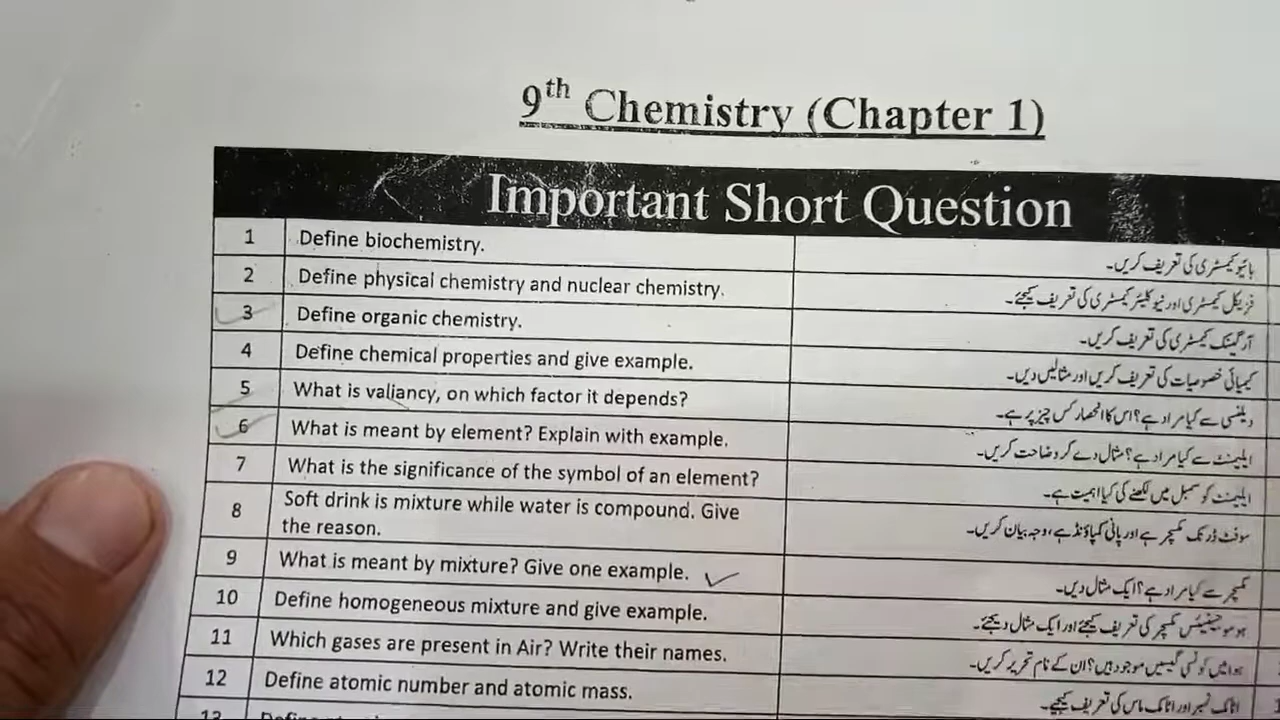 9th Chemistry (Chapter 1)
Important Short Question
1 Define biochemistry. بائیو کیمسٹری کی تعریف کریں۔
2 Define physical chemistry and nuclear chemistry. فزیکل کیمسٹری اور نیوکلیئر کیمسٹری کی تعریف کیجئے۔
3 Define organic chemistry. آرگینک کیمسٹری کی تعریف کریں۔
4 Define chemical properties and give example. کیمیائی خصوصیات کی تعریف کریں اور مثالیں دیں۔
5 What is valiancy, on which factor it depends? ویلنسی سے کیا مراد ہے؟ اس کا انحصار کس چیز پر ہے۔
6 What is meant by element? Explain with example. ایلیمنٹ سے کیا مراد ہے؟ مثال دے کر وضاحت کریں۔
7 What is the significance of the symbol of an element? ایلیمنٹ کو سمبل میں لکھنے کی کیا اہمیت ہے۔
8 Soft drink is mixture while water is compound. Give سوفٹ ڈرنک مکسچر ہے اور پانی کمپاؤنڈ ہے، وجہ بیان کریں۔
the reason.
9 What is meant by mixture? Give one example. مکسچر سے کیا مراد ہے؟ ایک مثال دیں۔
10 Define homogeneous mixture and give example. ہوموجینیئس مکسچر کی تعریف کیجئے اور ایک مثال دیجئے۔
11 Which gases are present in Air? Write their names. ہوا میں کونسی گیسیں موجود ہیں؟ ان کے نام تحریر کریں۔
12 Define atomic number and atomic mass. اٹامک نمبر اور اٹامک ماس کی تعریف کیجیے۔
13